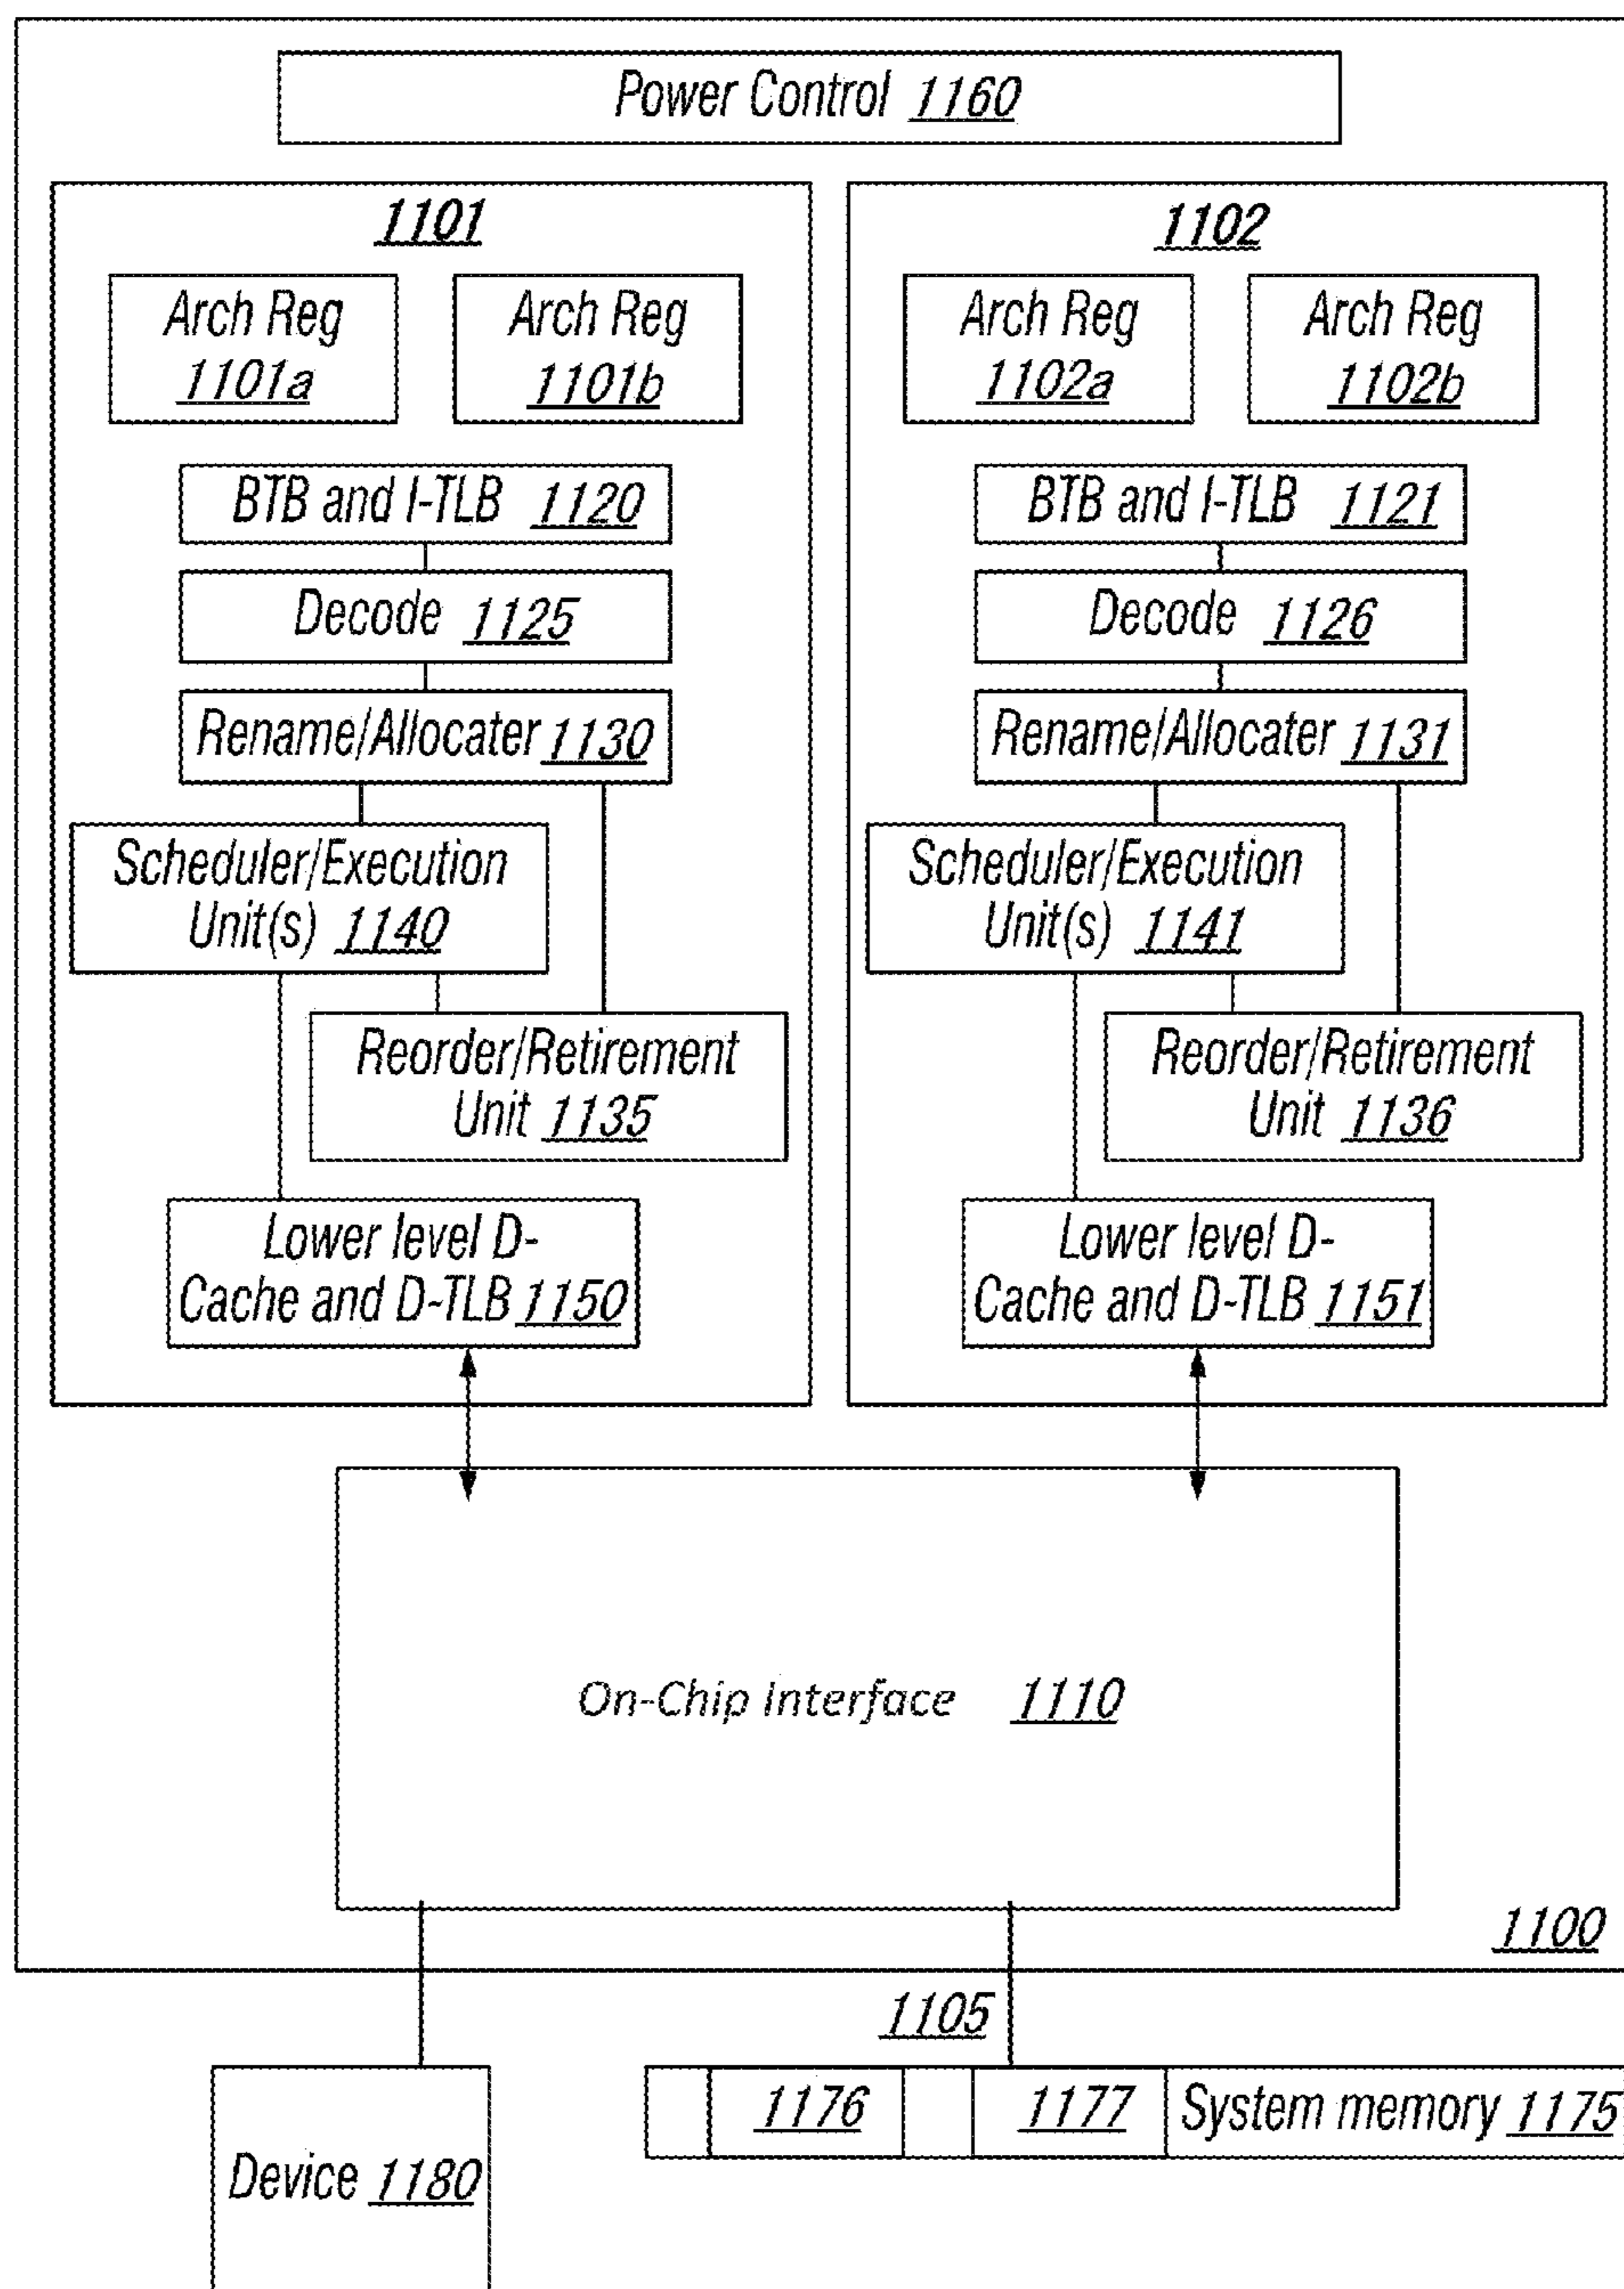 Power Control 1160
1101
Arch Reg
1101a
Arch Reg
1101b
BTB and I-TLB 1120
Decode 1125
Rename/Allocater 1130
Scheduler/Execution
Unit(s) 1140
Reorder/Retirement
Unit 1135
Lower level D-
Cache and D-TLB 1150
1102
Arch Reg
1102a
Arch Reg
1102b
BTB and I-TLB 1121
Decode 1126
Rename/Allocater 1131
Scheduler/Execution
Unit(s) 1141
Reorder/Retirement
Unit 1136
Lower level D-
Cache and D-TLB 1151
On-Chip Interface 1110
1100
1105
Device 1180
1176
1177
System memory 1175